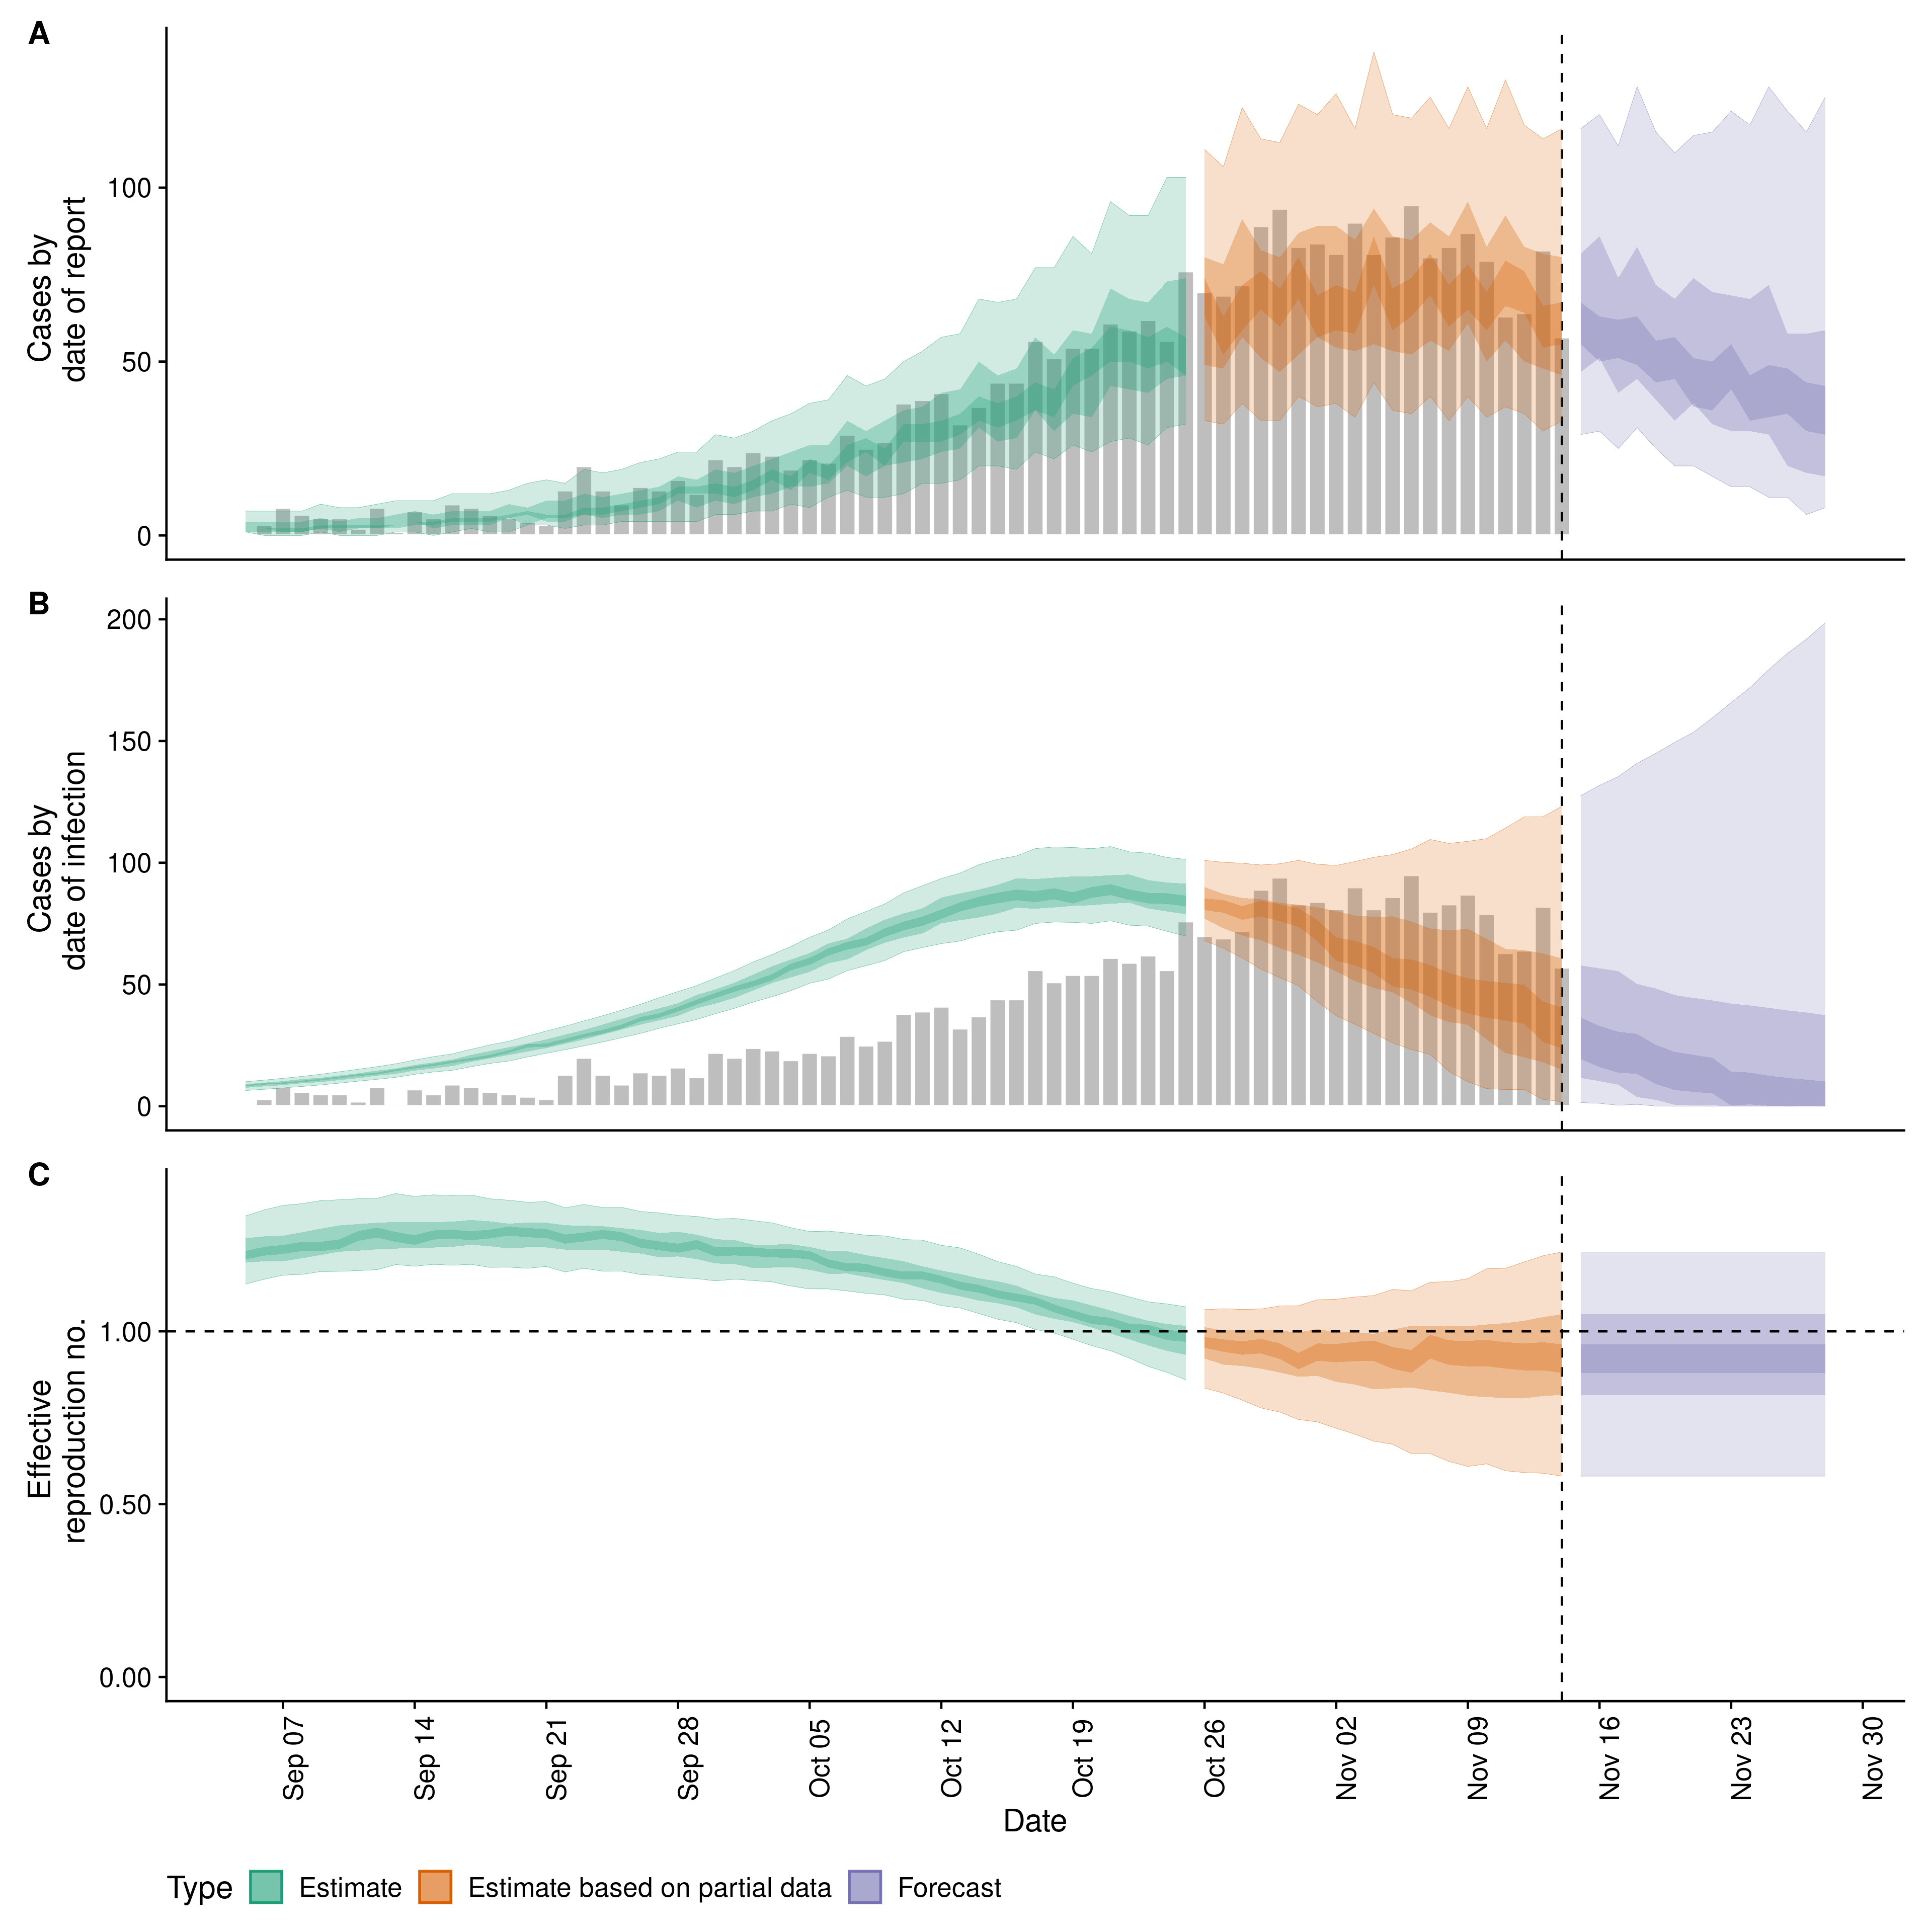 A
Cases by
date of report
100
50
0
B
Cases by
date of infection
200
150
100
50
0
C
Effective
reproduction no.
1.00
0.50
0.00
Sep 07
Sep 14
Sep 21
Sep 28
Oct 05
Oct 12
Oct 19
Oct 26
Nov 02
Nov 09
Nov 16
Nov 23
Nov 30
Date
Type Estimate Estimate based on partial data Forecast